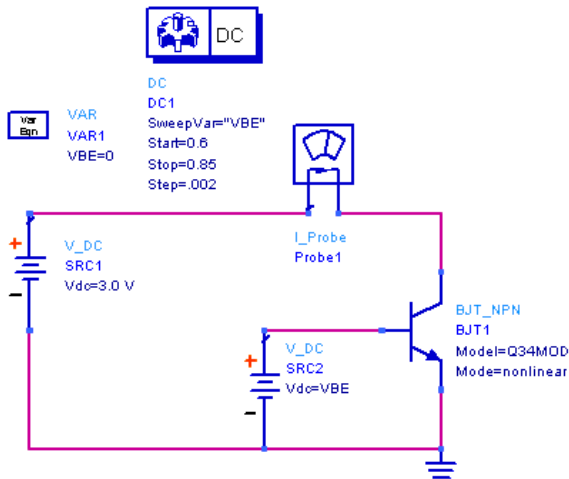 DC
DC
DC1
SweepVar="VBE"
Start=0.6
Stop=0.85
Step=.002
Var
Eqn
VAR
VAR1
VBE=0
I_Probe
Probe1
+
V_DC
SRC1
Vdc=3.0 V
-
BJT_NPN
BJT1
Model=Q34MOD
Mode=nonlinear
+
V_DC
SRC2
Vdc=VBE
-